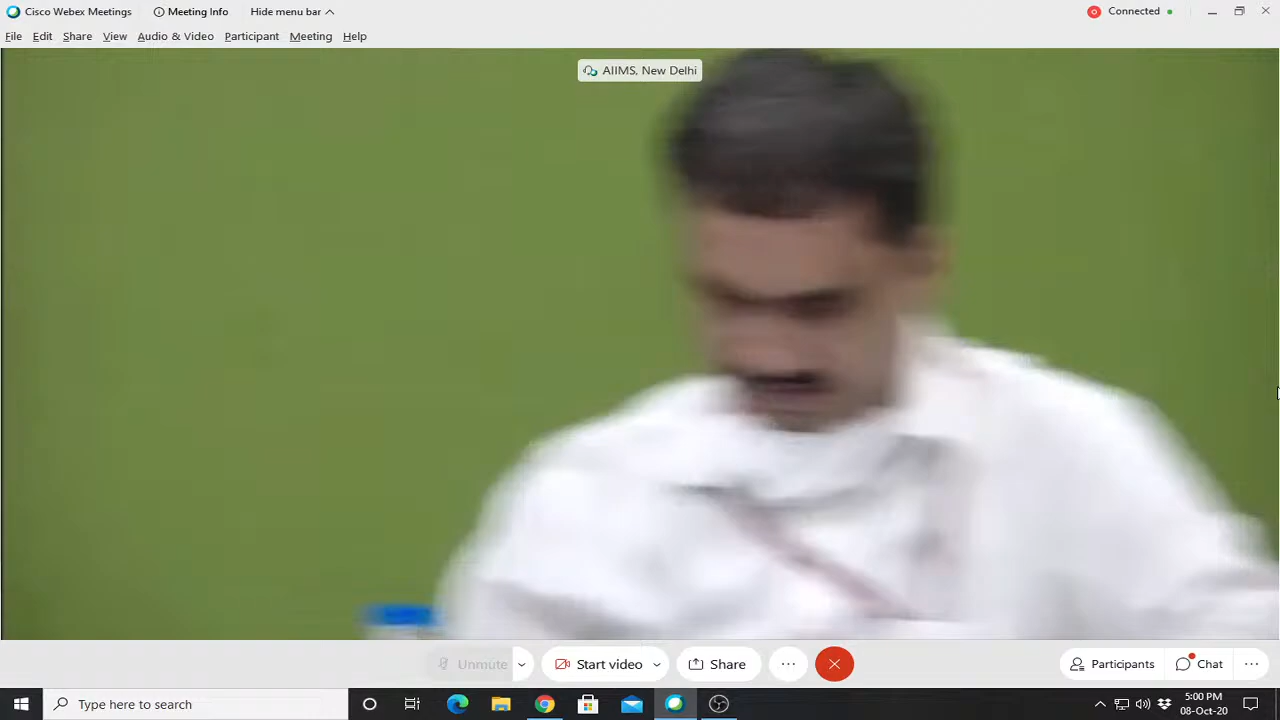 Cisco Webex Meetings Meeting Info Hide menu bar Connected
File Edit Share View Audio & Video Participant Meeting Help
AIIMS, New Delhi
Unmute Start video Share Participants Chat
Type here to search
5:00 PM
08-Oct-20